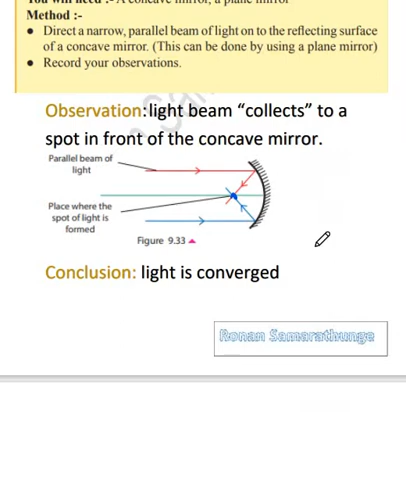 Method :-
• Direct a narrow, parallel beam of light on to the reflecting surface
of a concave mirror. (This can be done by using a plane mirror)
• Record your observations.
Observation:light beam “collects” to a
spot in front of the concave mirror.
Parallel beam of
light
Place where the
spot of light is
formed
Figure 9.33
Conclusion: light is converged
Ronan Samarathunga